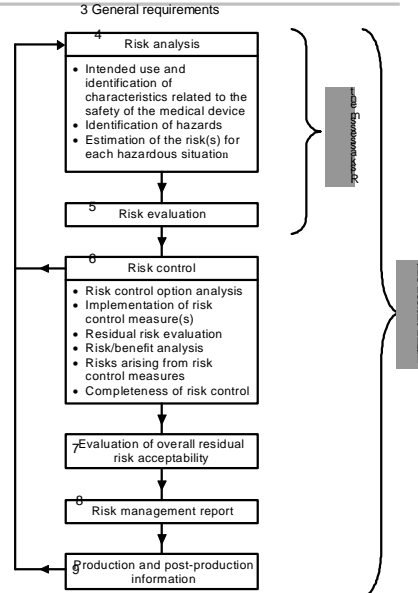 3 General requirements
4
Risk analysis
• Intended use and
identification of
characteristics related to the
safety of the medical device
• Identification of hazards
• Estimation of the risk(s) for
each hazardous situation
5
Risk evaluation
6
Risk control
• Risk control option analysis
• Implementation of risk
control measure(s)
• Residual risk evaluation
• Risk/benefit analysis
• Risks arising from risk
control measures
• Completeness of risk control
7
Evaluation of overall residual
risk acceptability
8
Risk management report
9
Production and post-production
information